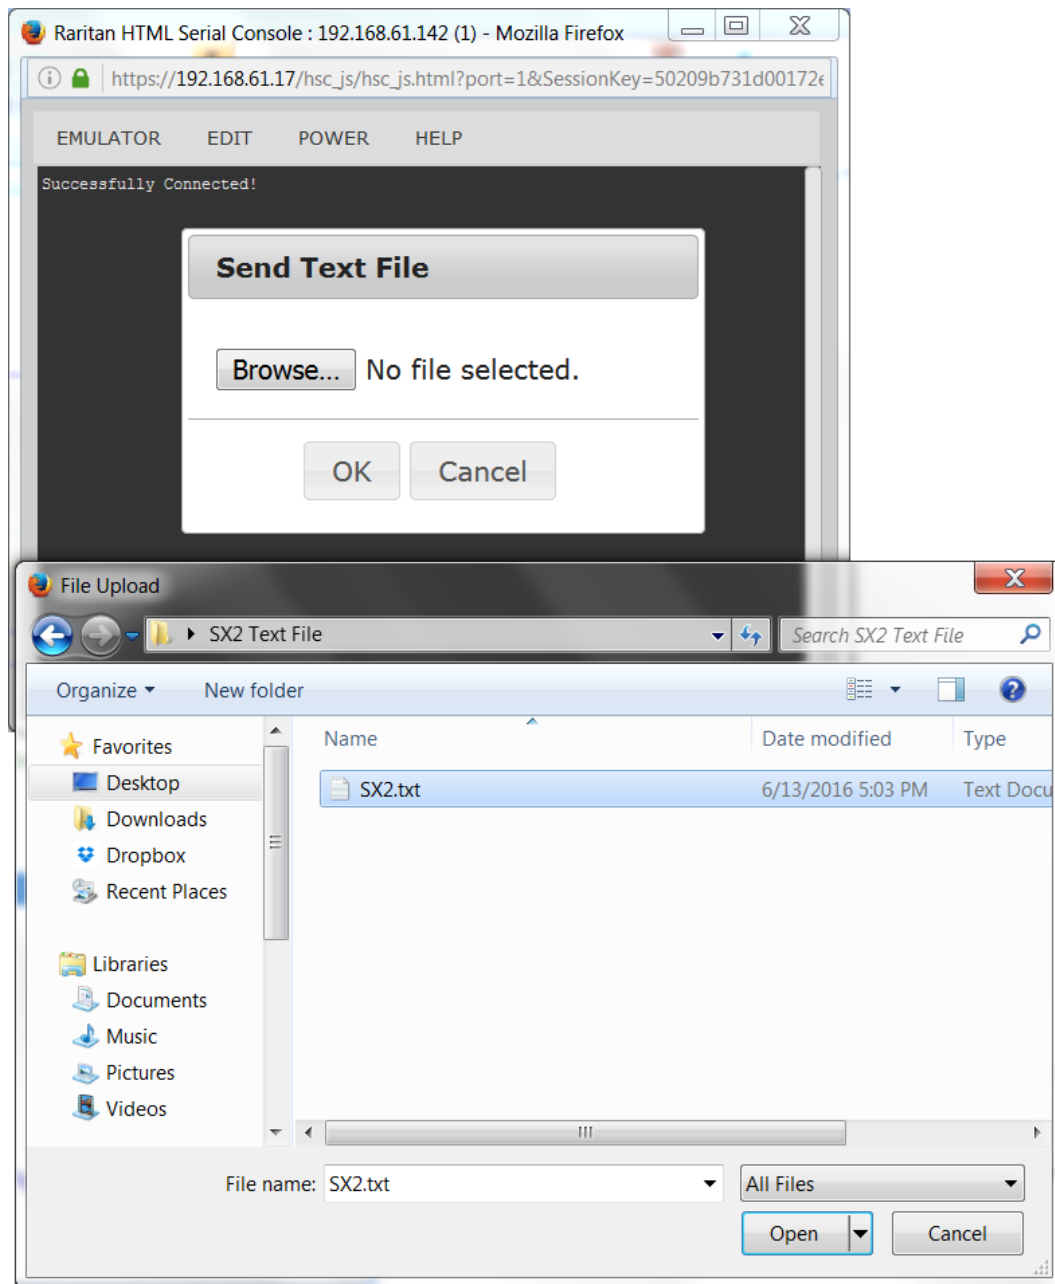 Raritan HTML Serial Console : 192.168.61.142 (1) - Mozilla Firefox
https://192.168.61.17/hsc_js/hsc_js.html?port=1&SessionKey=50209b731d00172e
EMULATOR EDIT POWER HELP
Successfully Connected!
Send Text File
Browse... No file selected.
OK Cancel
File Upload
SX2 Text File Search SX2 Text File
Organize New folder
Name Date modified Type
Favorites
SX2.txt 6/13/2016 5:03 PM Text Docu
Desktop
Downloads
Dropbox
Recent Places
Libraries
Documents
Music
Pictures
Videos
File name: SX2.txt All Files
Open Cancel